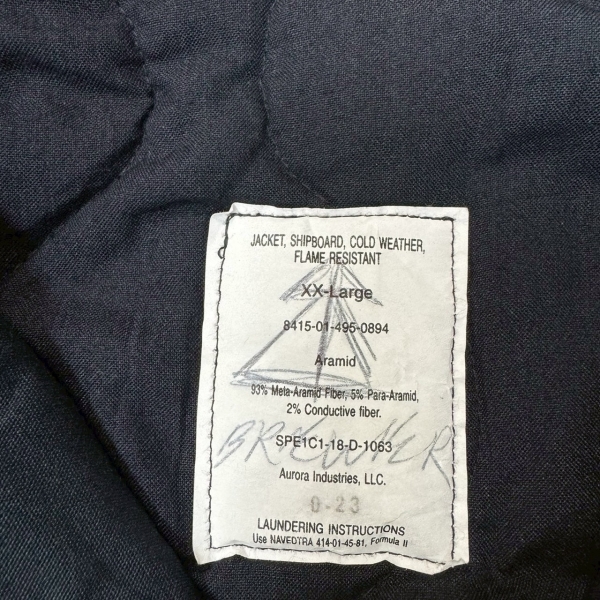 JACKET, SHIPBOARD, COLD WEATHER,
FLAME RESISTANT
XX-Large
8415-01-495-0894
Aramid
93% Meta-Aramid Fiber, 5% Para-Aramid,
2% Conductive fiber.
SPE1C1-18-D-1063
Aurora Industries, LLC.
0-23
LAUNDERING INSTRUCTIONS
Use NAVEDTRA 414-01-45-81, Formula II